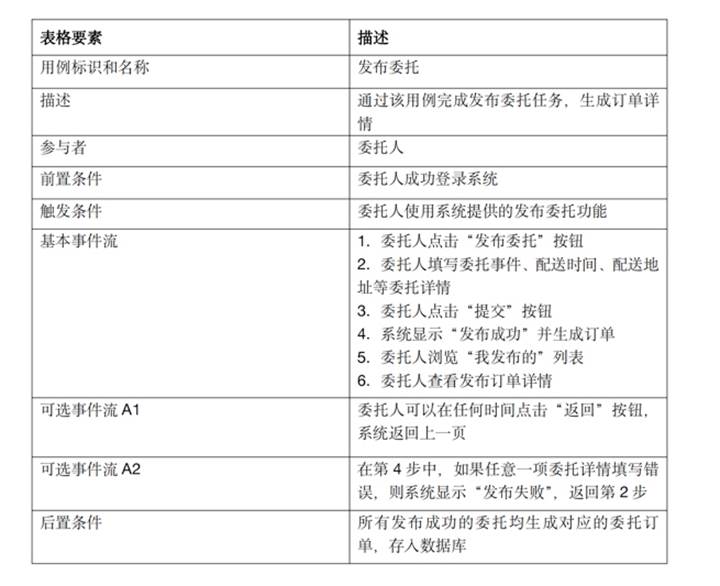 表格要素 描述
用例标识和名称 发布委托
描述 通过该用例完成发布委托任务，生成订单详
情
参与者 委托人
前置条件 委托人成功登录系统
触发条件 委托人使用系统提供的发布委托功能
基本事件流 1. 委托人点击“发布委托”按钮
2. 委托人填写委托事件、配送时间、配送地
址等委托详情
3. 委托人点击“提交”按钮
4. 系统显示“发布成功”并生成订单
5. 委托人浏览“我发布的”列表
6. 委托人查看发布订单详情
可选事件流 A1 委托人可以在任何时间点击“返回”按钮，
系统返回上一页
可选事件流 A2 在第 4 步中，如果任意一项委托详情填写错
误，则系统显示“发布失败”，返回第 2 步
后置条件 所有发布成功的委托均生成对应的委托订
单，存入数据库